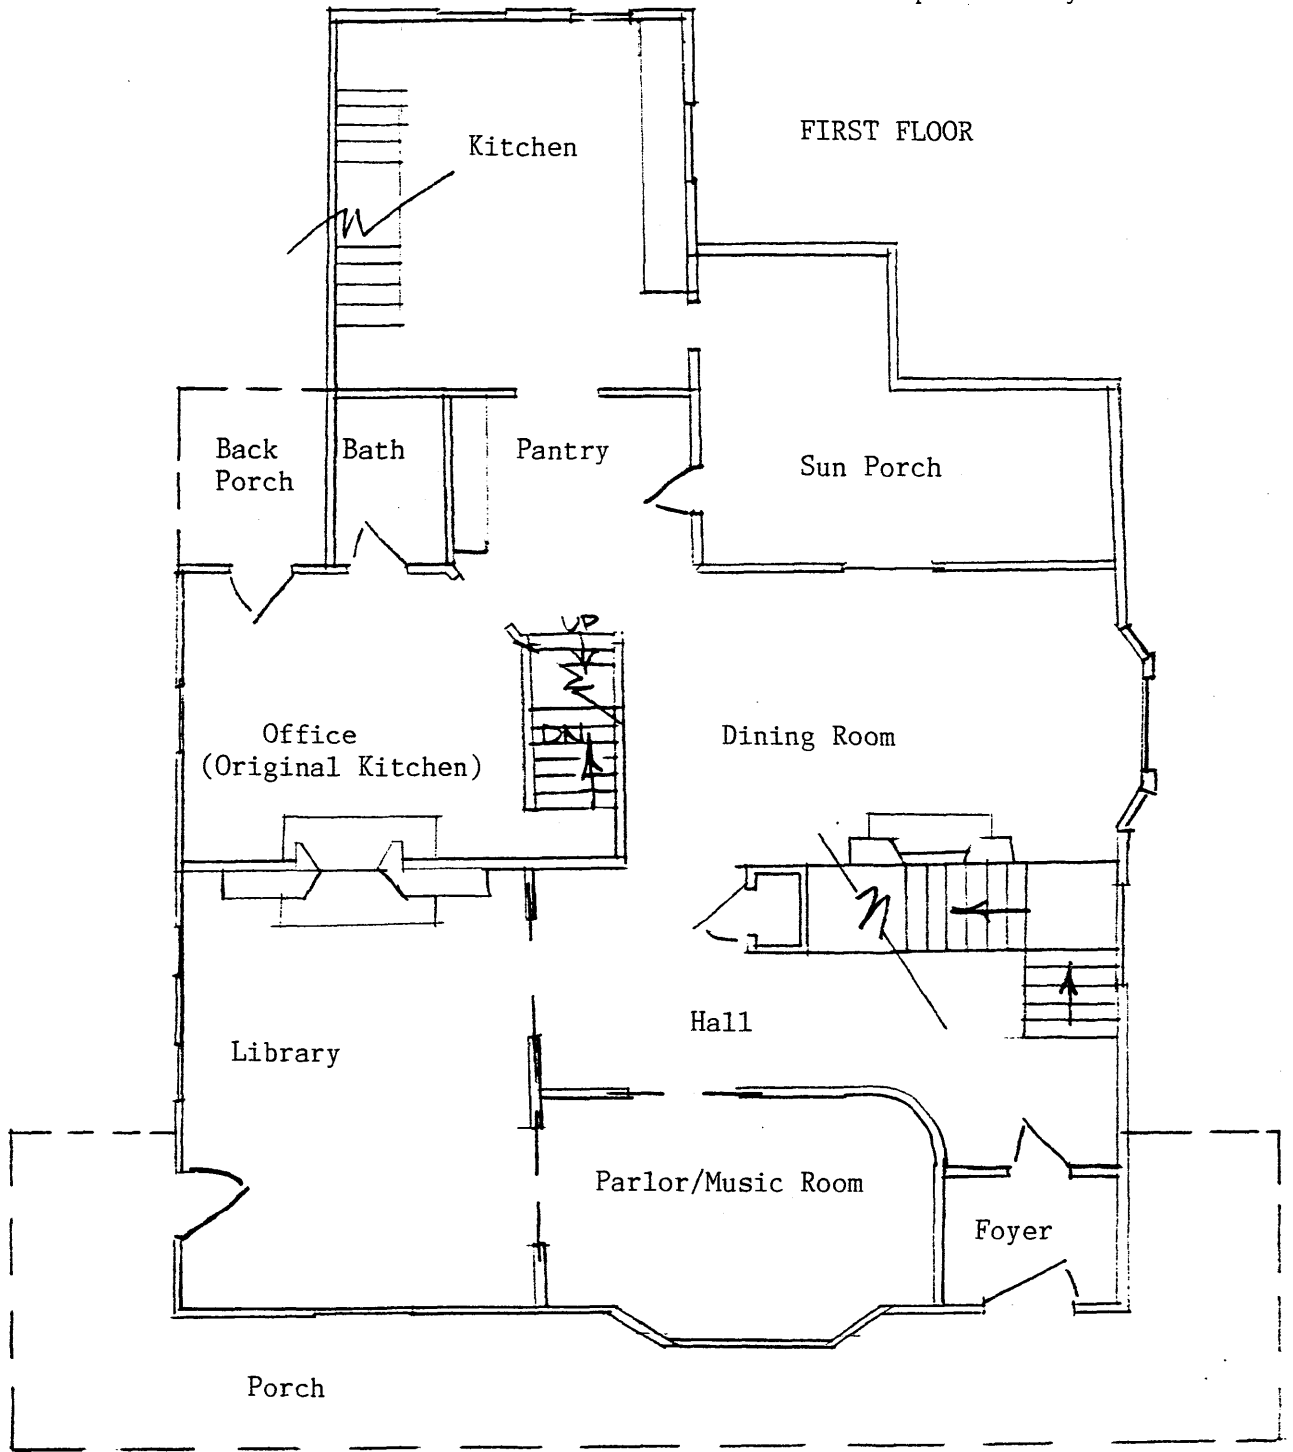 FIRST FLOOR
Kitchen
Back
Porch
Bath
Pantry
Sun Porch
UP
DN
Office
(Original Kitchen)
Dining Room
Hall
Library
Parlor/Music Room
Foyer
Porch